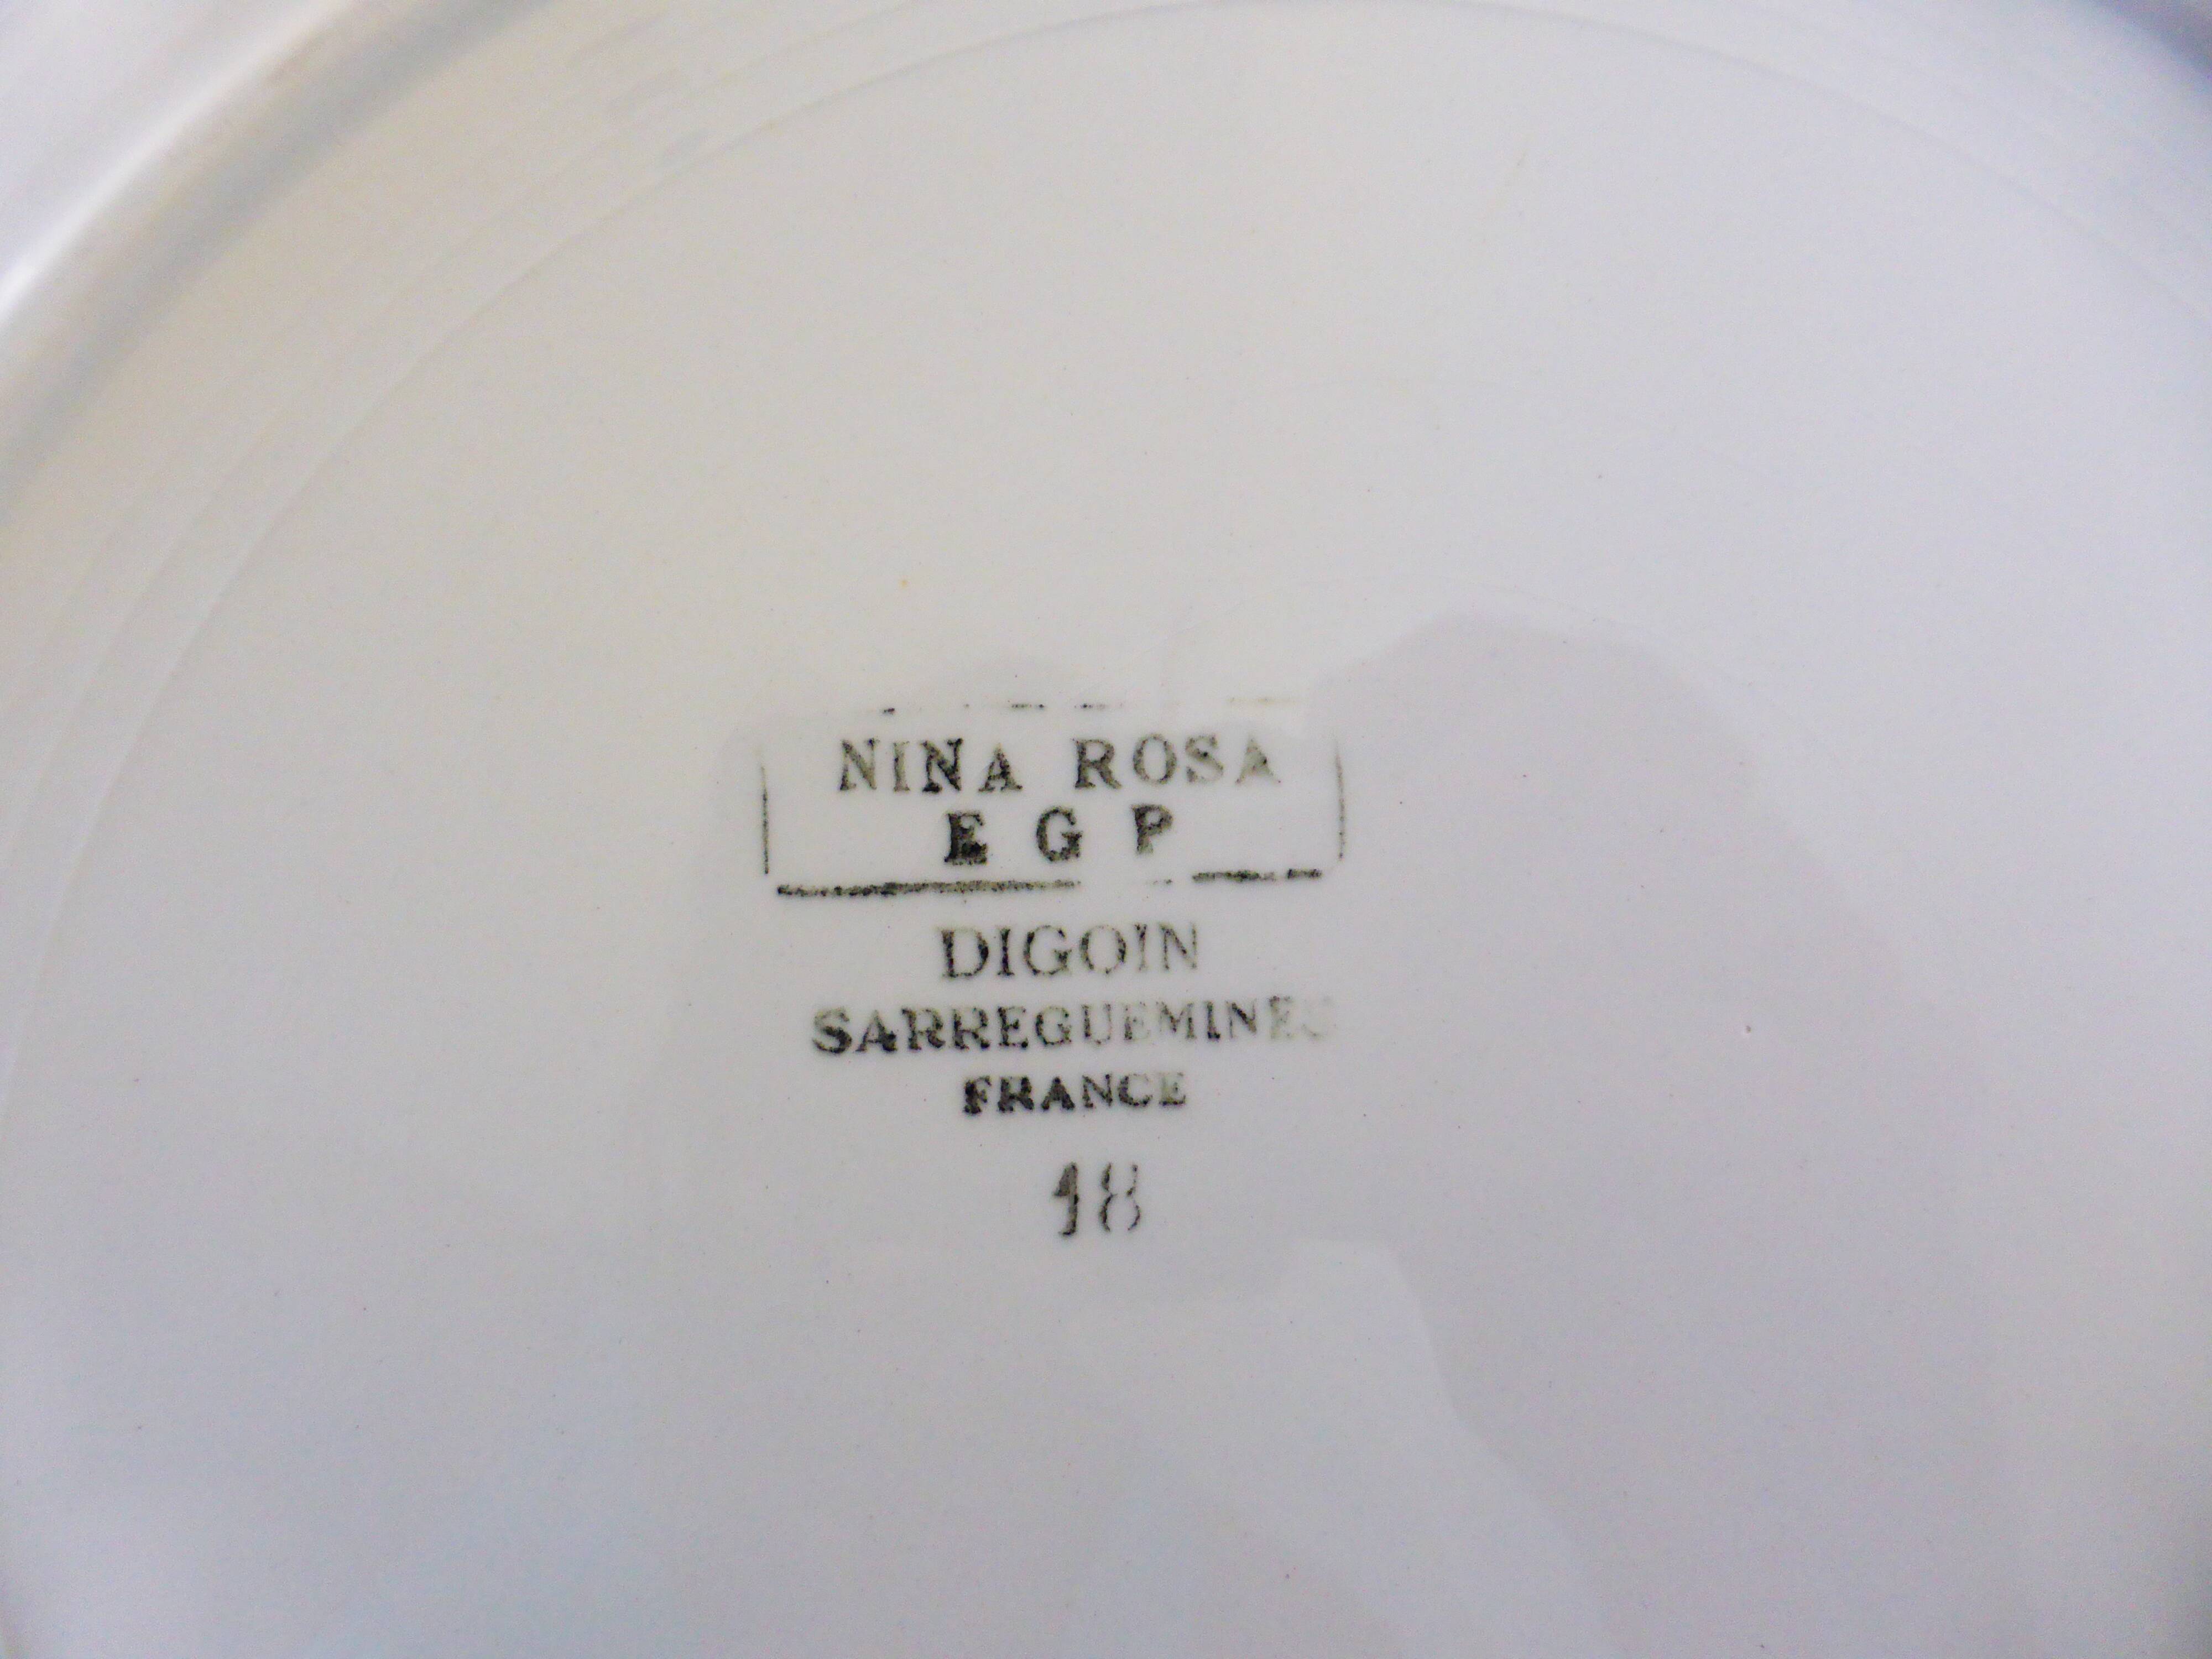 NINA ROSA
E G P
DIGOIN
SARREGUEMINES
FRANCE
18